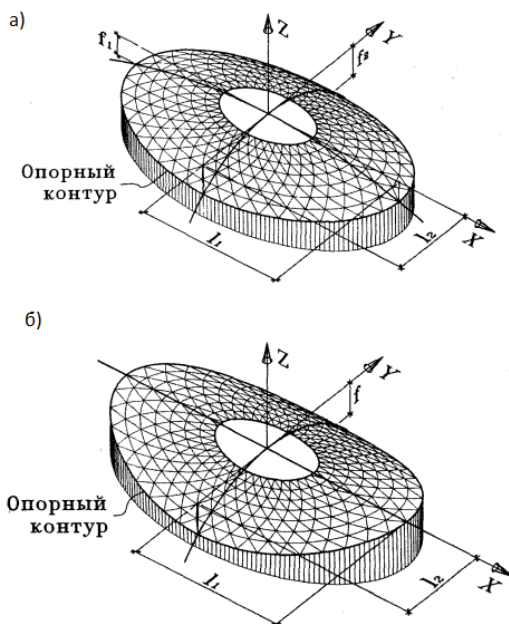 а)
f₁
Z
Y
f₂
Опорный
контур
l₁
l₂
X
б)
Z
Y
f
Опорный
контур
l₁
l₂
X